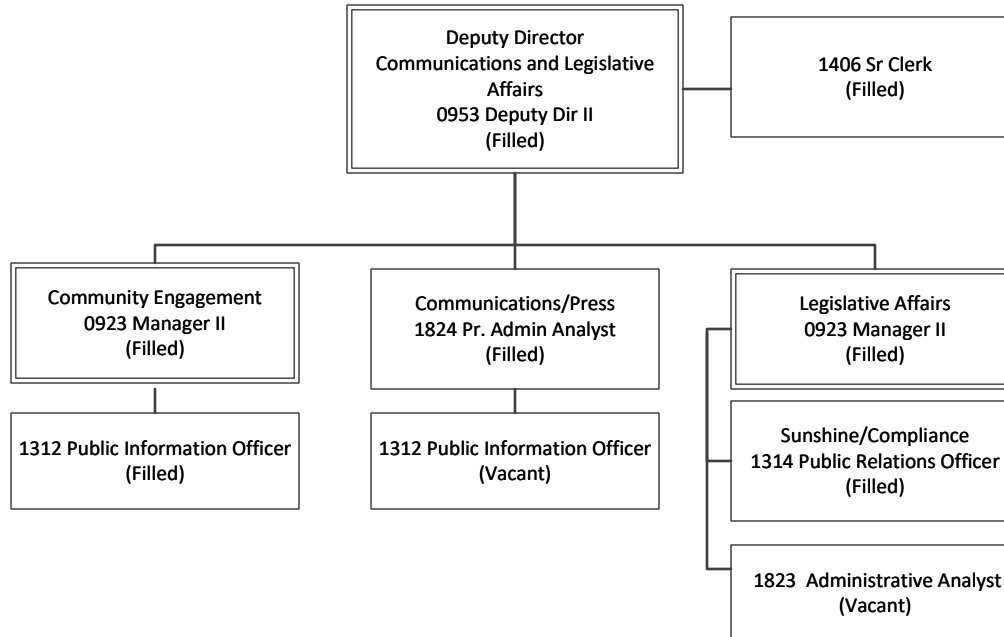 Deputy Director
Communications and Legislative
Affairs
0953 Deputy Dir II
(Filled)
1406 Sr Clerk
(Filled)
Community Engagement
0923 Manager II
(Filled)
Communications/Press
1824 Pr. Admin Analyst
(Filled)
Legislative Affairs
0923 Manager II
(Filled)
1312 Public Information Officer
(Filled)
1312 Public Information Officer
(Vacant)
Sunshine/Compliance
1314 Public Relations Officer
(Filled)
1823 Administrative Analyst
(Vacant)